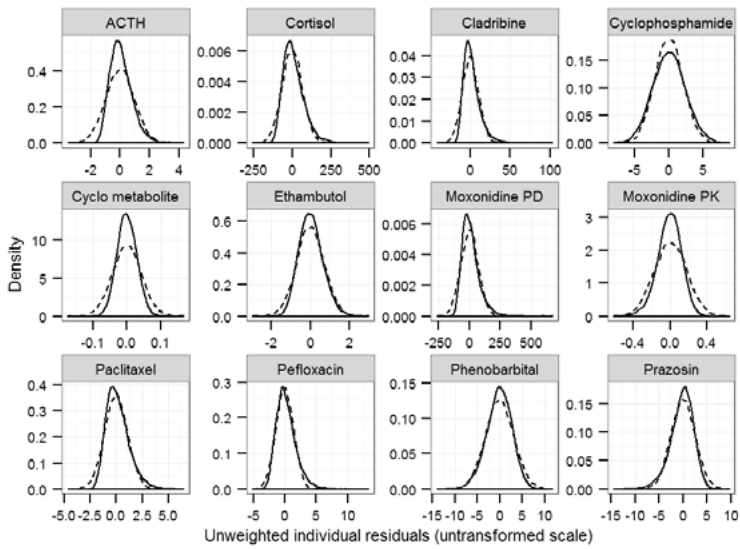 ACTH Cortisol Cladribine Cyclophosphamide
0.4 0.2 0.0
0.006 0.004 0.002 0.000
0.04 0.03 0.02 0.01 0.00
0.15 0.10 0.05 0.00
-2 0 2 4 -250 0 250 500 0 50 100 -5 0 5
Cyclo metabolite Ethambutol Moxonidine PD Moxonidine PK
10 5 0
0.6 0.4 0.2 0.0
0.006 0.004 0.002 0.000
3 2 1 0
-0.1 0.0 0.1 -2 0 2 -250 0 250 500 -0.4 0.0 0.4
Paclitaxel Pefloxacin Phenobarbital Prazosin
0.4 0.3 0.2 0.1 0.0
0.3 0.2 0.1 0.0
0.15 0.10 0.05 0.00
0.15 0.10 0.05 0.00
-5.0 -2.5 0.0 2.5 5.0 -5 0 5 10 -15 -10 -5 0 5 10 -15 -10 -5 0 5 10
Density
Unweighted individual residuals (untransformed scale)